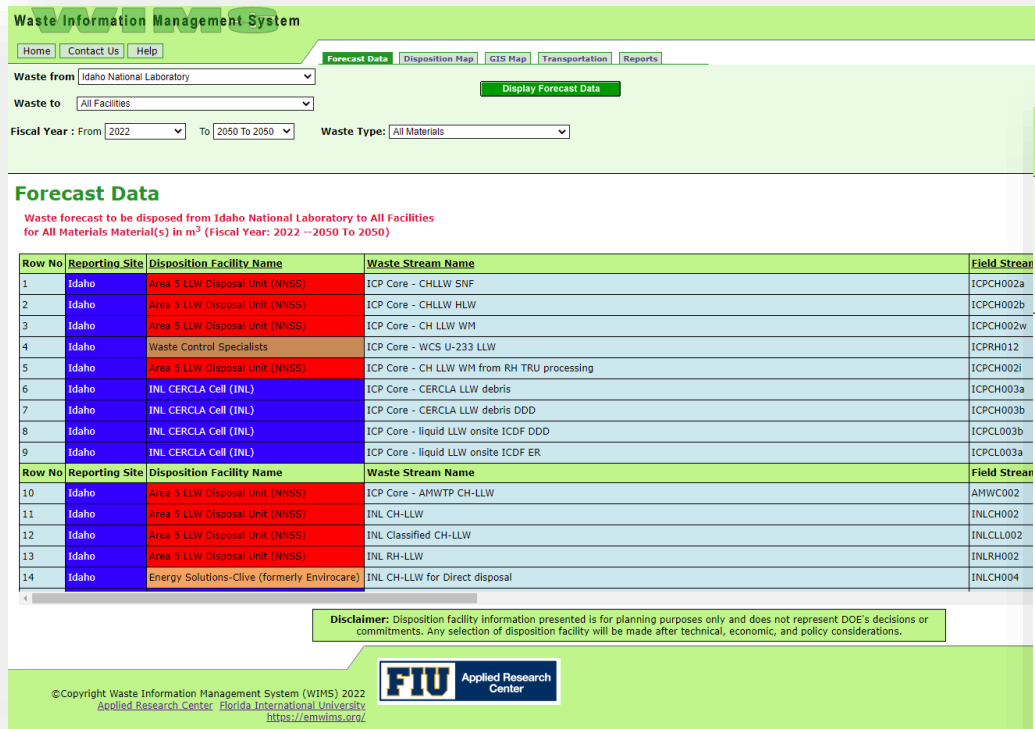 WIMS
Waste Information Management System
Home Contact Us Help
Forecast Data Disposition Map GIS Map Transportation Reports
Waste from Idaho National Laboratory
Display Forecast Data
Waste to All Facilities
Fiscal Year : From 2022 To 2050 To 2050 Waste Type: All Materials
Forecast Data
Waste forecast to be disposed from Idaho National Laboratory to All Facilities
for All Materials Material(s) in m3 (Fiscal Year: 2022 --2050 To 2050)
Row No Reporting Site Disposition Facility Name Waste Stream Name Field Stream
1 Idaho Area 5 LLW Disposal Unit (NNSS) ICP Core - CHLLW SNF ICPCH002a
2 Idaho Area 5 LLW Disposal Unit (NNSS) ICP Core - CHLLW HLW ICPCH002b
3 Idaho Area 5 LLW Disposal Unit (NNSS) ICP Core - CH LLW WM ICPCH002w
4 Idaho Waste Control Specialists ICP Core - WCS U-233 LLW ICPRH012
5 Idaho Area 5 LLW Disposal Unit (NNSS) ICP Core - CH LLW WM from RH TRU processing ICPCH002i
6 Idaho INL CERCLA Cell (INL) ICP Core - CERCLA LLW debris ICPCH003a
7 Idaho INL CERCLA Cell (INL) ICP Core - CERCLA LLW debris DDD ICPCH003b
8 Idaho INL CERCLA Cell (INL) ICP Core - liquid LLW onsite ICDF DDD ICPCL003b
9 Idaho INL CERCLA Cell (INL) ICP Core - liquid LLW onsite ICDF ER ICPCL003a
Row No Reporting Site Disposition Facility Name Waste Stream Name Field Stream
10 Idaho Area 5 LLW Disposal Unit (NNSS) ICP Core - AMWTP CH-LLW AMWC002
11 Idaho Area 5 LLW Disposal Unit (NNSS) INL CH-LLW INLCH002
12 Idaho Area 5 LLW Disposal Unit (NNSS) INL Classified CH-LLW INLCLL002
13 Idaho Area 5 LLW Disposal Unit (NNSS) INL RH-LLW INLRH002
14 Idaho Energy Solutions-Clive (formerly Envirocare) INL CH-LLW for Direct disposal INLCH004
Disclaimer: Disposition facility information presented is for planning purposes only and does not represent DOE's decisions or
commitments. Any selection of disposition facility will be made after technical, economic, and policy considerations.
FIU Applied Research
Center
©Copyright Waste Information Management System (WIMS) 2022
Applied Research Center Florida International University
https://emwims.org/